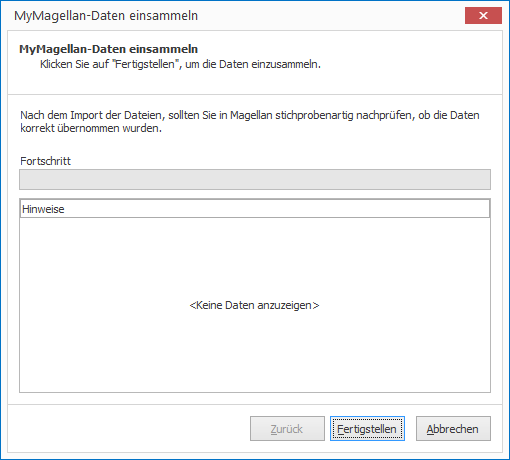 MyMagellan-Daten einsammeln
MyMagellan-Daten einsammeln
Klicken Sie auf "Fertigstellen", um die Daten einzusammeln.
Nach dem Import der Dateien, sollten Sie in Magellan stichprobenartig nachprüfen, ob die Daten
korrekt übernommen wurden.
Fortschritt
Hinweise
<Keine Daten anzuzeigen>
Zurück
Fertigstellen
Abbrechen